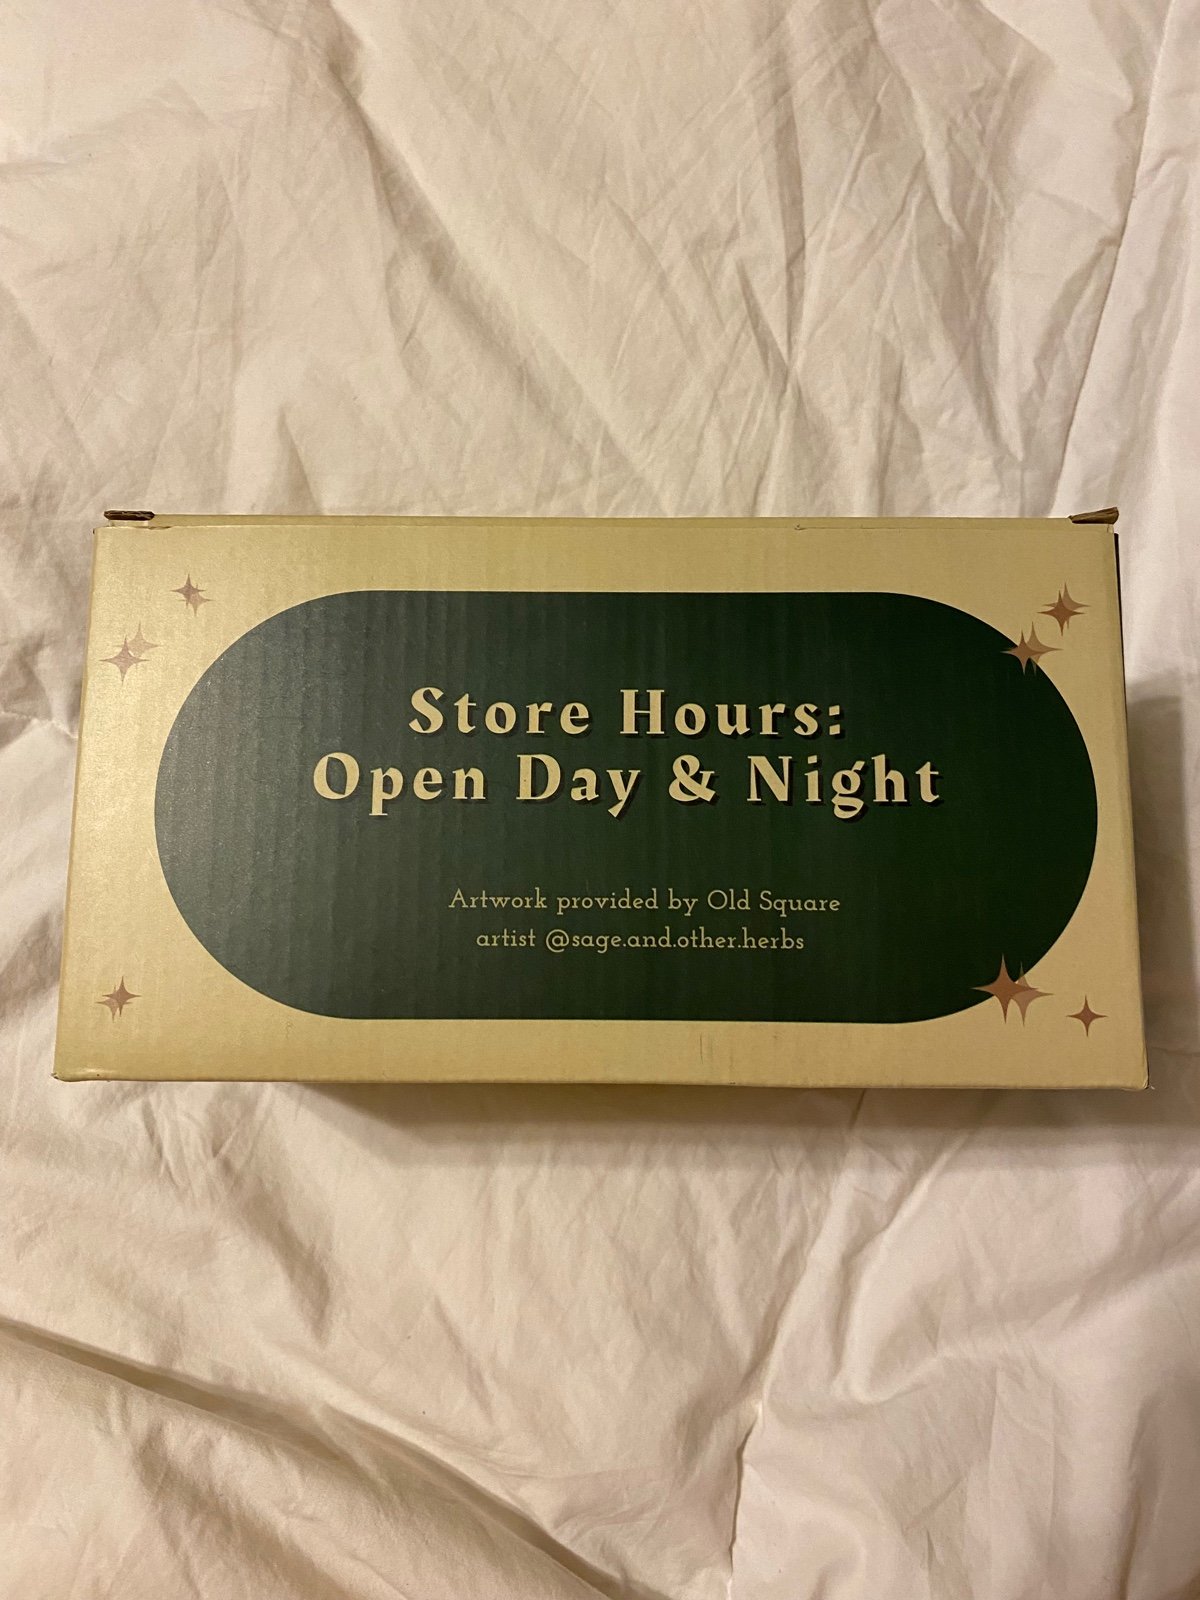 Store Hours:
Open Day & Night
Artwork provided by Old Square
artist @sage.and.other.herbs